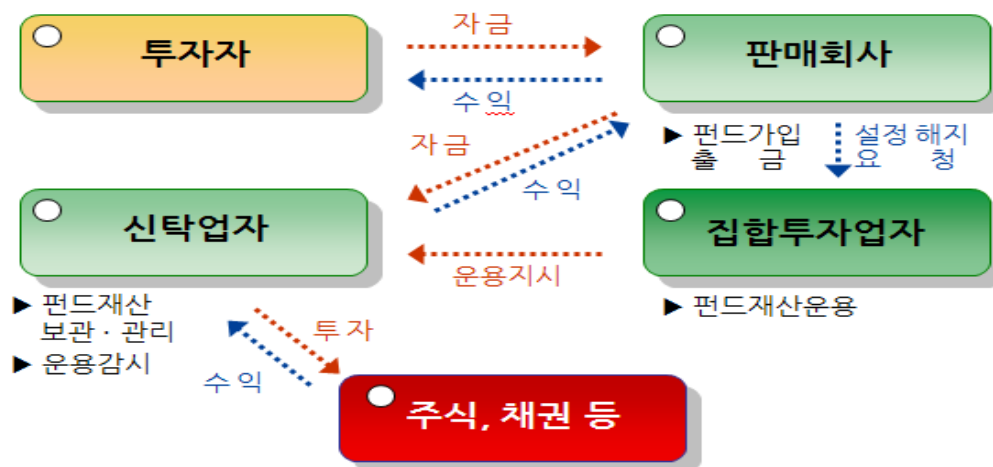 투자자
자 금
수 익
판매회사
▶ 펀드가입
출 금
설정 해지
요 청
자 금
수 익
신탁업자
운용지시
집합투자업자
▶ 펀드재산
보관 · 관리
▶ 운용감시
▶ 펀드재산운용
투 자
수 익
주식, 채권 등